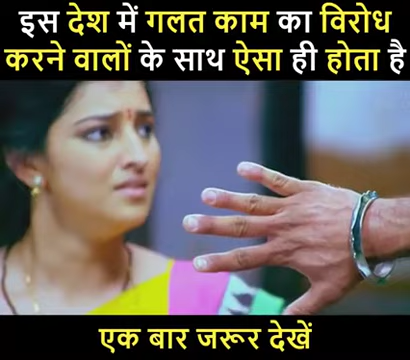 इस देश में गलत काम का विरोध
करने वालों के साथ ऐसा ही होता है
एक बार जरूर देखें